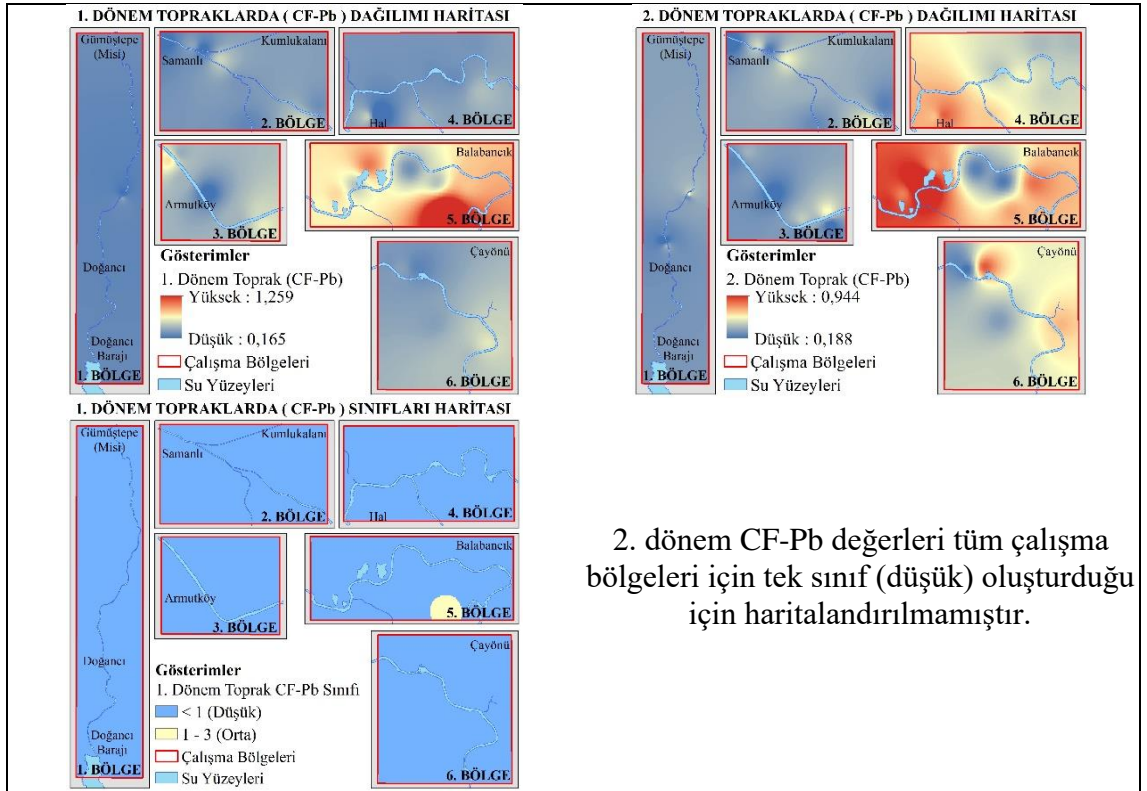 1. DÖNEM TOPRAKLARDA ( CF-Pb ) DAĞILIMI HARİTASI
Gümüştepe
(Misi)
Kumlukalanı
Samanlı
2. BÖLGE
Hal
4. BÖLGE
Armutköy
3. BÖLGE
Balabancık
5. BÖLGE
Doğancı
Doğancı
Barajı
1. BÖLGE
Çayönü
6. BÖLGE
Gösterimler
1. Dönem Toprak (CF-Pb)
Yüksek : 1,259
Düşük : 0,165
Çalışma Bölgeleri
Su Yüzeyleri
2. DÖNEM TOPRAKLARDA ( CF-Pb ) DAĞILIMI HARİTASI
Gümüştepe
(Misi)
Kumlukalanı
Samanlı
2. BÖLGE
Hal
4. BÖLGE
Armutköy
3. BÖLGE
Balabancık
5. BÖLGE
Doğancı
Doğancı
Barajı
1. BÖLGE
Çayönü
6. BÖLGE
Gösterimler
2. Dönem Toprak (CF-Pb)
Yüksek : 0,944
Düşük : 0,188
Çalışma Bölgeleri
Su Yüzeyleri
1. DÖNEM TOPRAKLARDA ( CF-Pb ) SINIFLARI HARİTASI
Gümüştepe
(Misi)
Kumlukalanı
Samanlı
2. BÖLGE
Hal
4. BÖLGE
Armutköy
3. BÖLGE
Balabancık
5. BÖLGE
Doğancı
Doğancı
Barajı
1. BÖLGE
Çayönü
6. BÖLGE
Gösterimler
1. Dönem Toprak CF-Pb Sınıfı
< 1 (Düşük)
1 - 3 (Orta)
Çalışma Bölgeleri
Su Yüzeyleri
2. dönem CF-Pb değerleri tüm çalışma
bölgeleri için tek sınıf (düşük) oluşturduğu
için haritalandırılmamıştır.